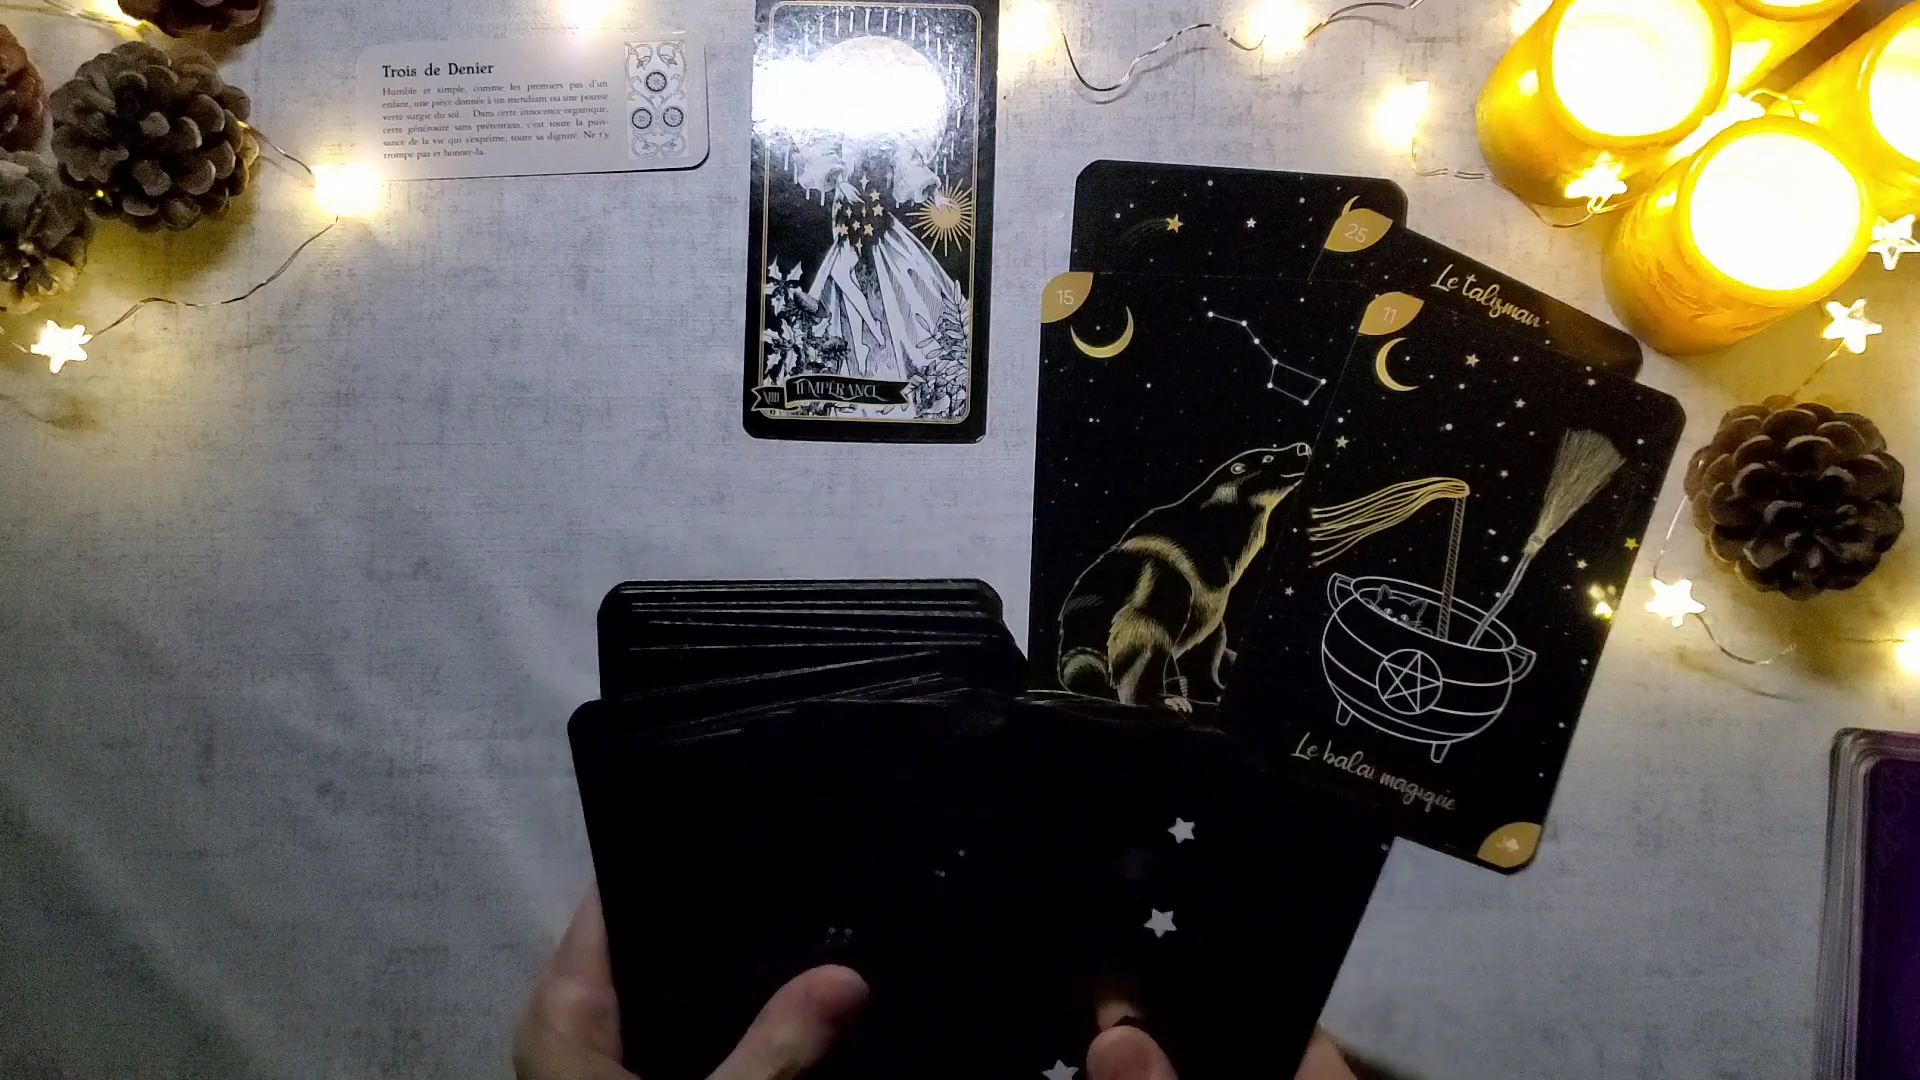 Trois de Denier
Humble et simple, comme les premiers pas d'un
enfant, une pièce donnée à un mendiant ou une pousse
verte surgie du sol... Dans cette innocence organique,
cette générosité sans prétention, c'est toute la puis-
sance de la vie qui s'exprime, toute sa dignité. Ne t'y
trompe pas et honore-la.
TEMPÉRANCE
25
Le talisman
15
11
Le balai magique
J♠